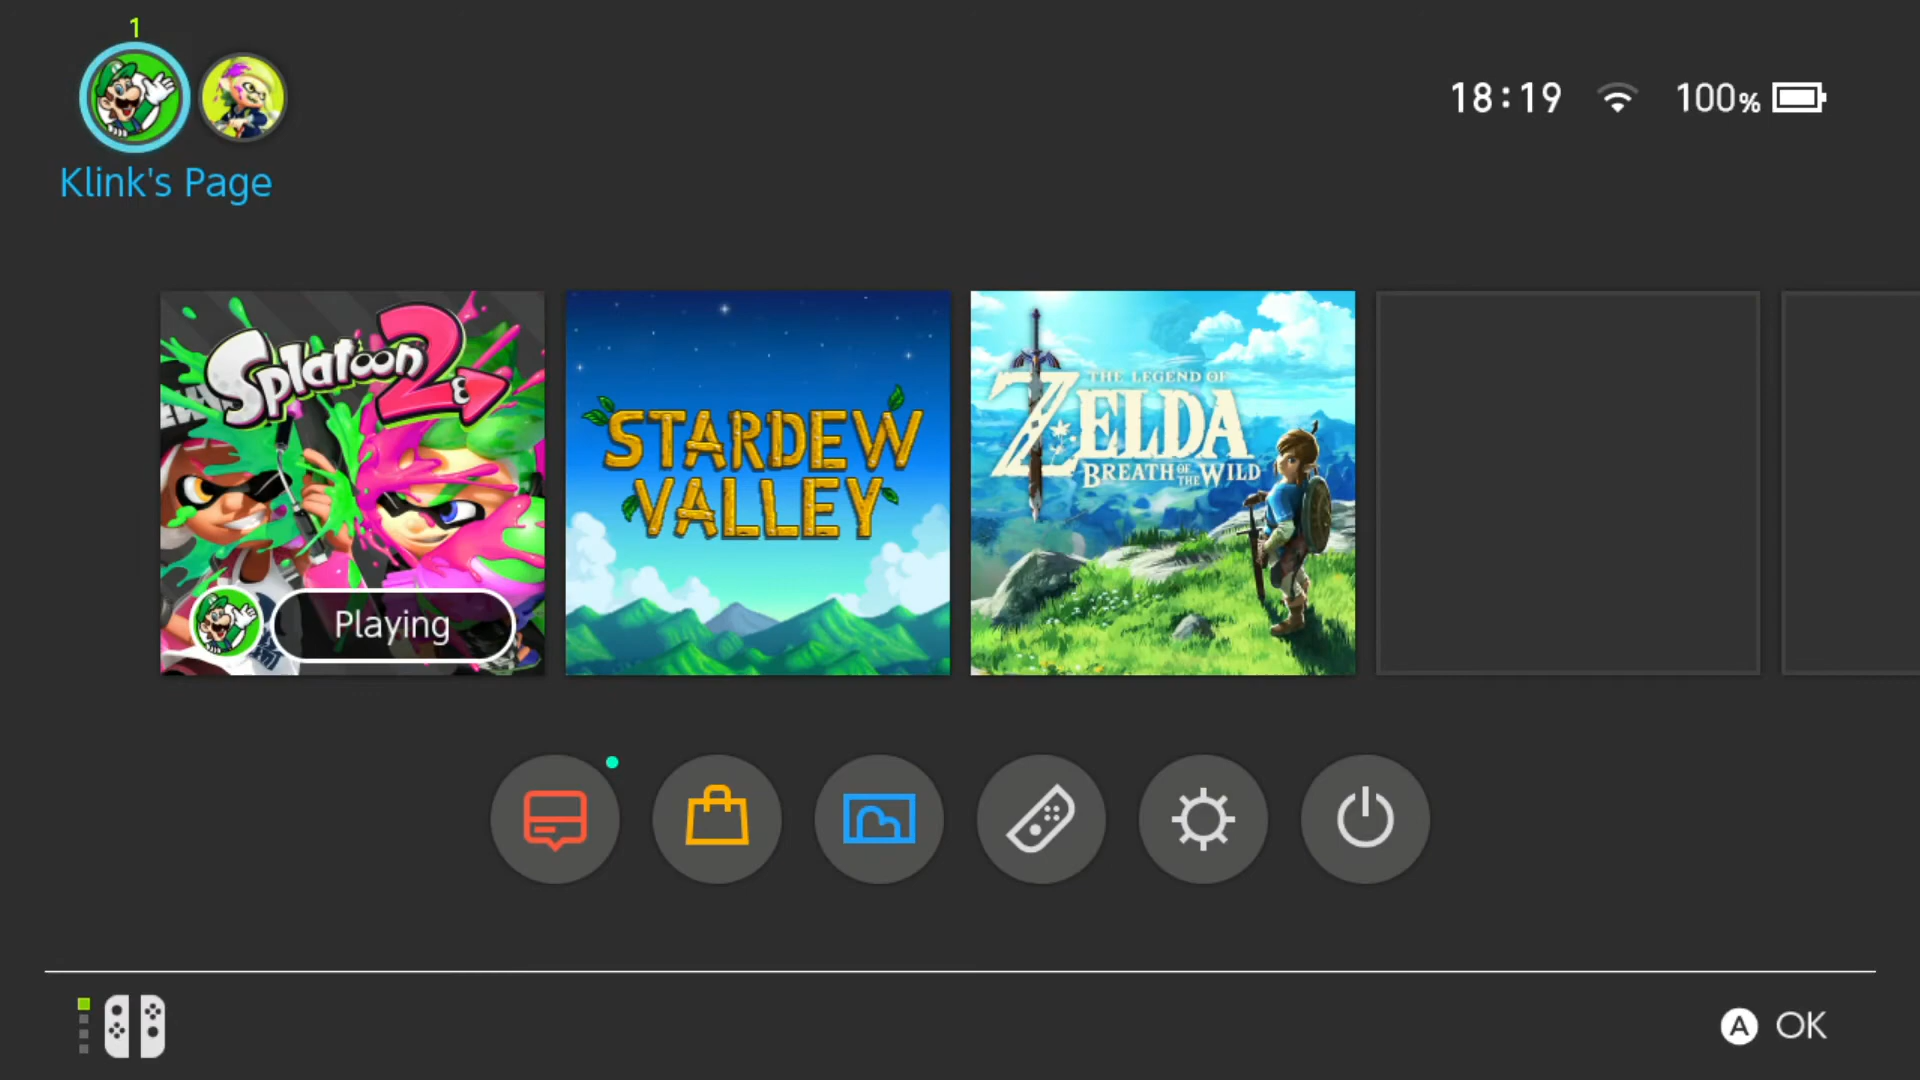 1
18:19
100%
Klink's Page
Splatoon 2
STARDEW
VALLEY
THE LEGEND OF
ZELDA
BREATH OF THE WILD
Playing
A OK